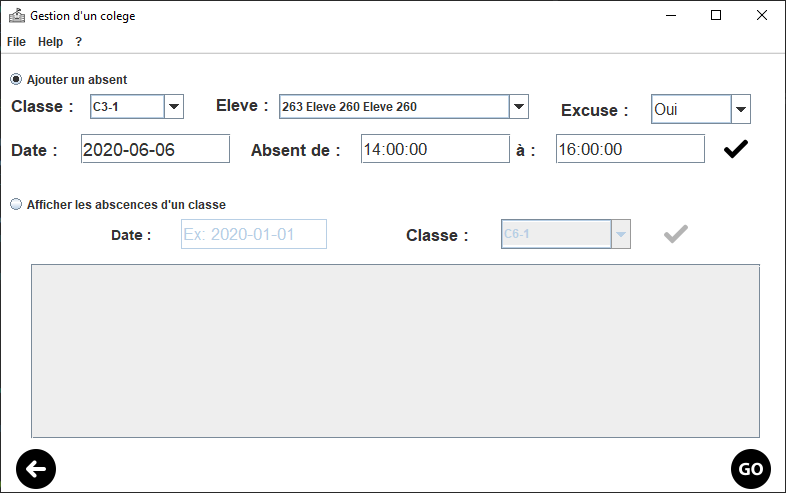 Gestion d'un colege
File Help ?
Ajouter un absent
Classe : C3-1 Eleve : 263 Eleve 260 Eleve 260 Excuse : Oui
Date : 2020-06-06 Absent de : 14:00:00 à : 16:00:00
Afficher les abscences d'un classe
Date : Ex: 2020-01-01 Classe : C6-1
GO